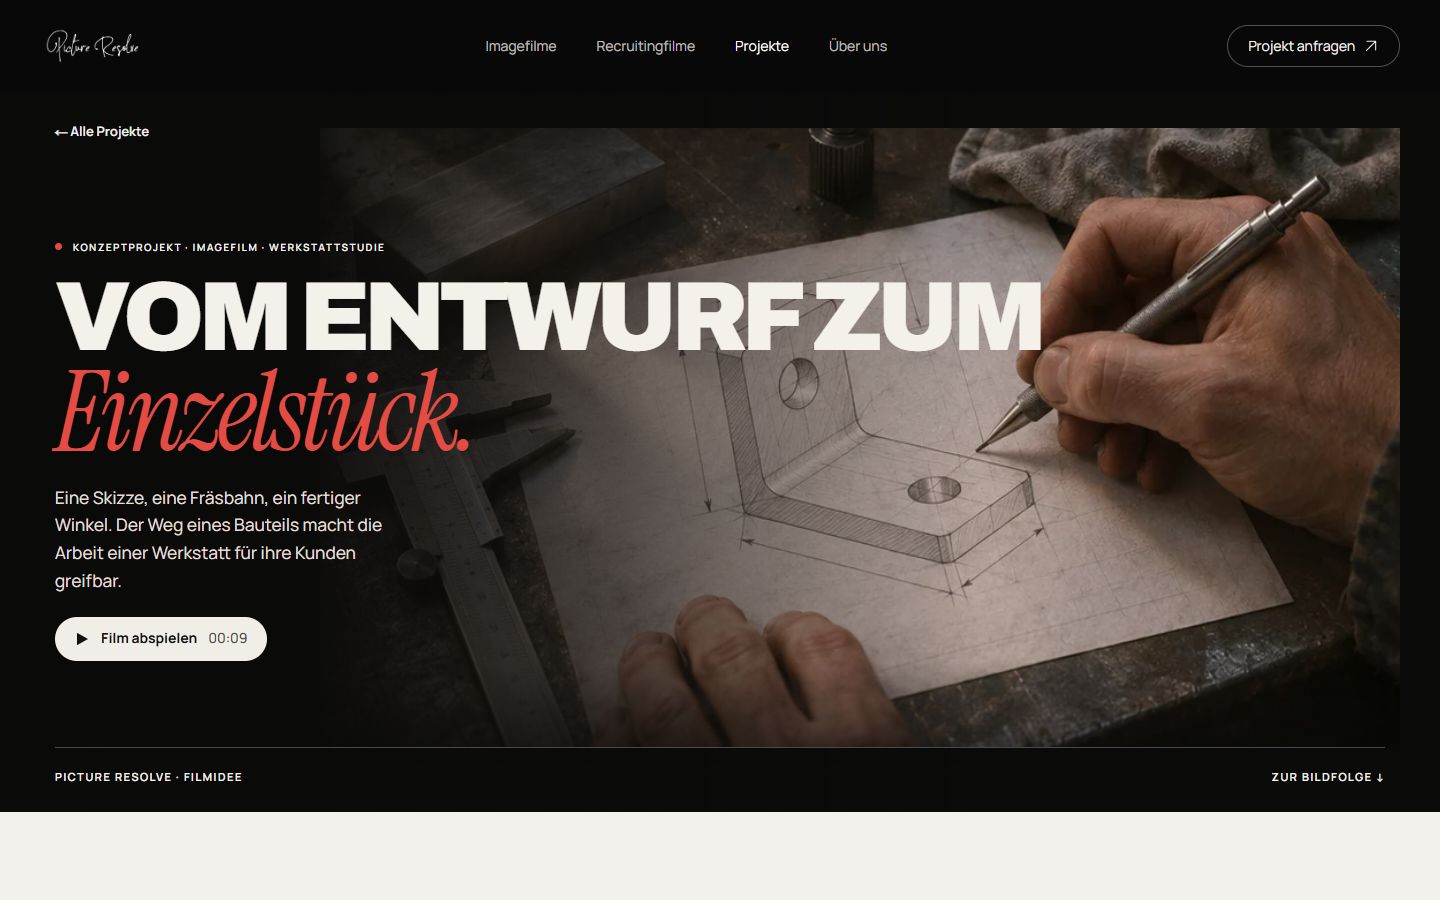 Picture Resolve
Imagefilme
Recruitingfilme
Projekte
Über uns
Projekt anfragen ↗
← Alle Projekte
KONZEPTPROJEKT · IMAGEFILM · WERKSTATTSTUDIE
VOM ENTWURF ZUM
Einzelstück.
Eine Skizze, eine Fräsbahn, ein fertiger
Winkel. Der Weg eines Bauteils macht die
Arbeit einer Werkstatt für ihre Kunden
greifbar.
▶ Film abspielen 00:09
PICTURE RESOLVE · FILMIDEE
ZUR BILDFOLGE ↓